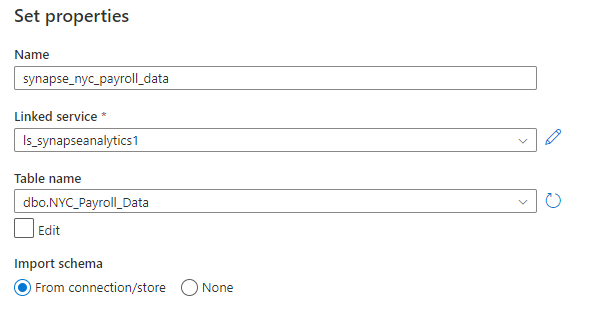 Set properties
Name
synapse_nyc_payroll_data
Linked service *
ls_synapseanalytics1
Table name
dbo.NYC_Payroll_Data
Edit
Import schema
From connection/store None